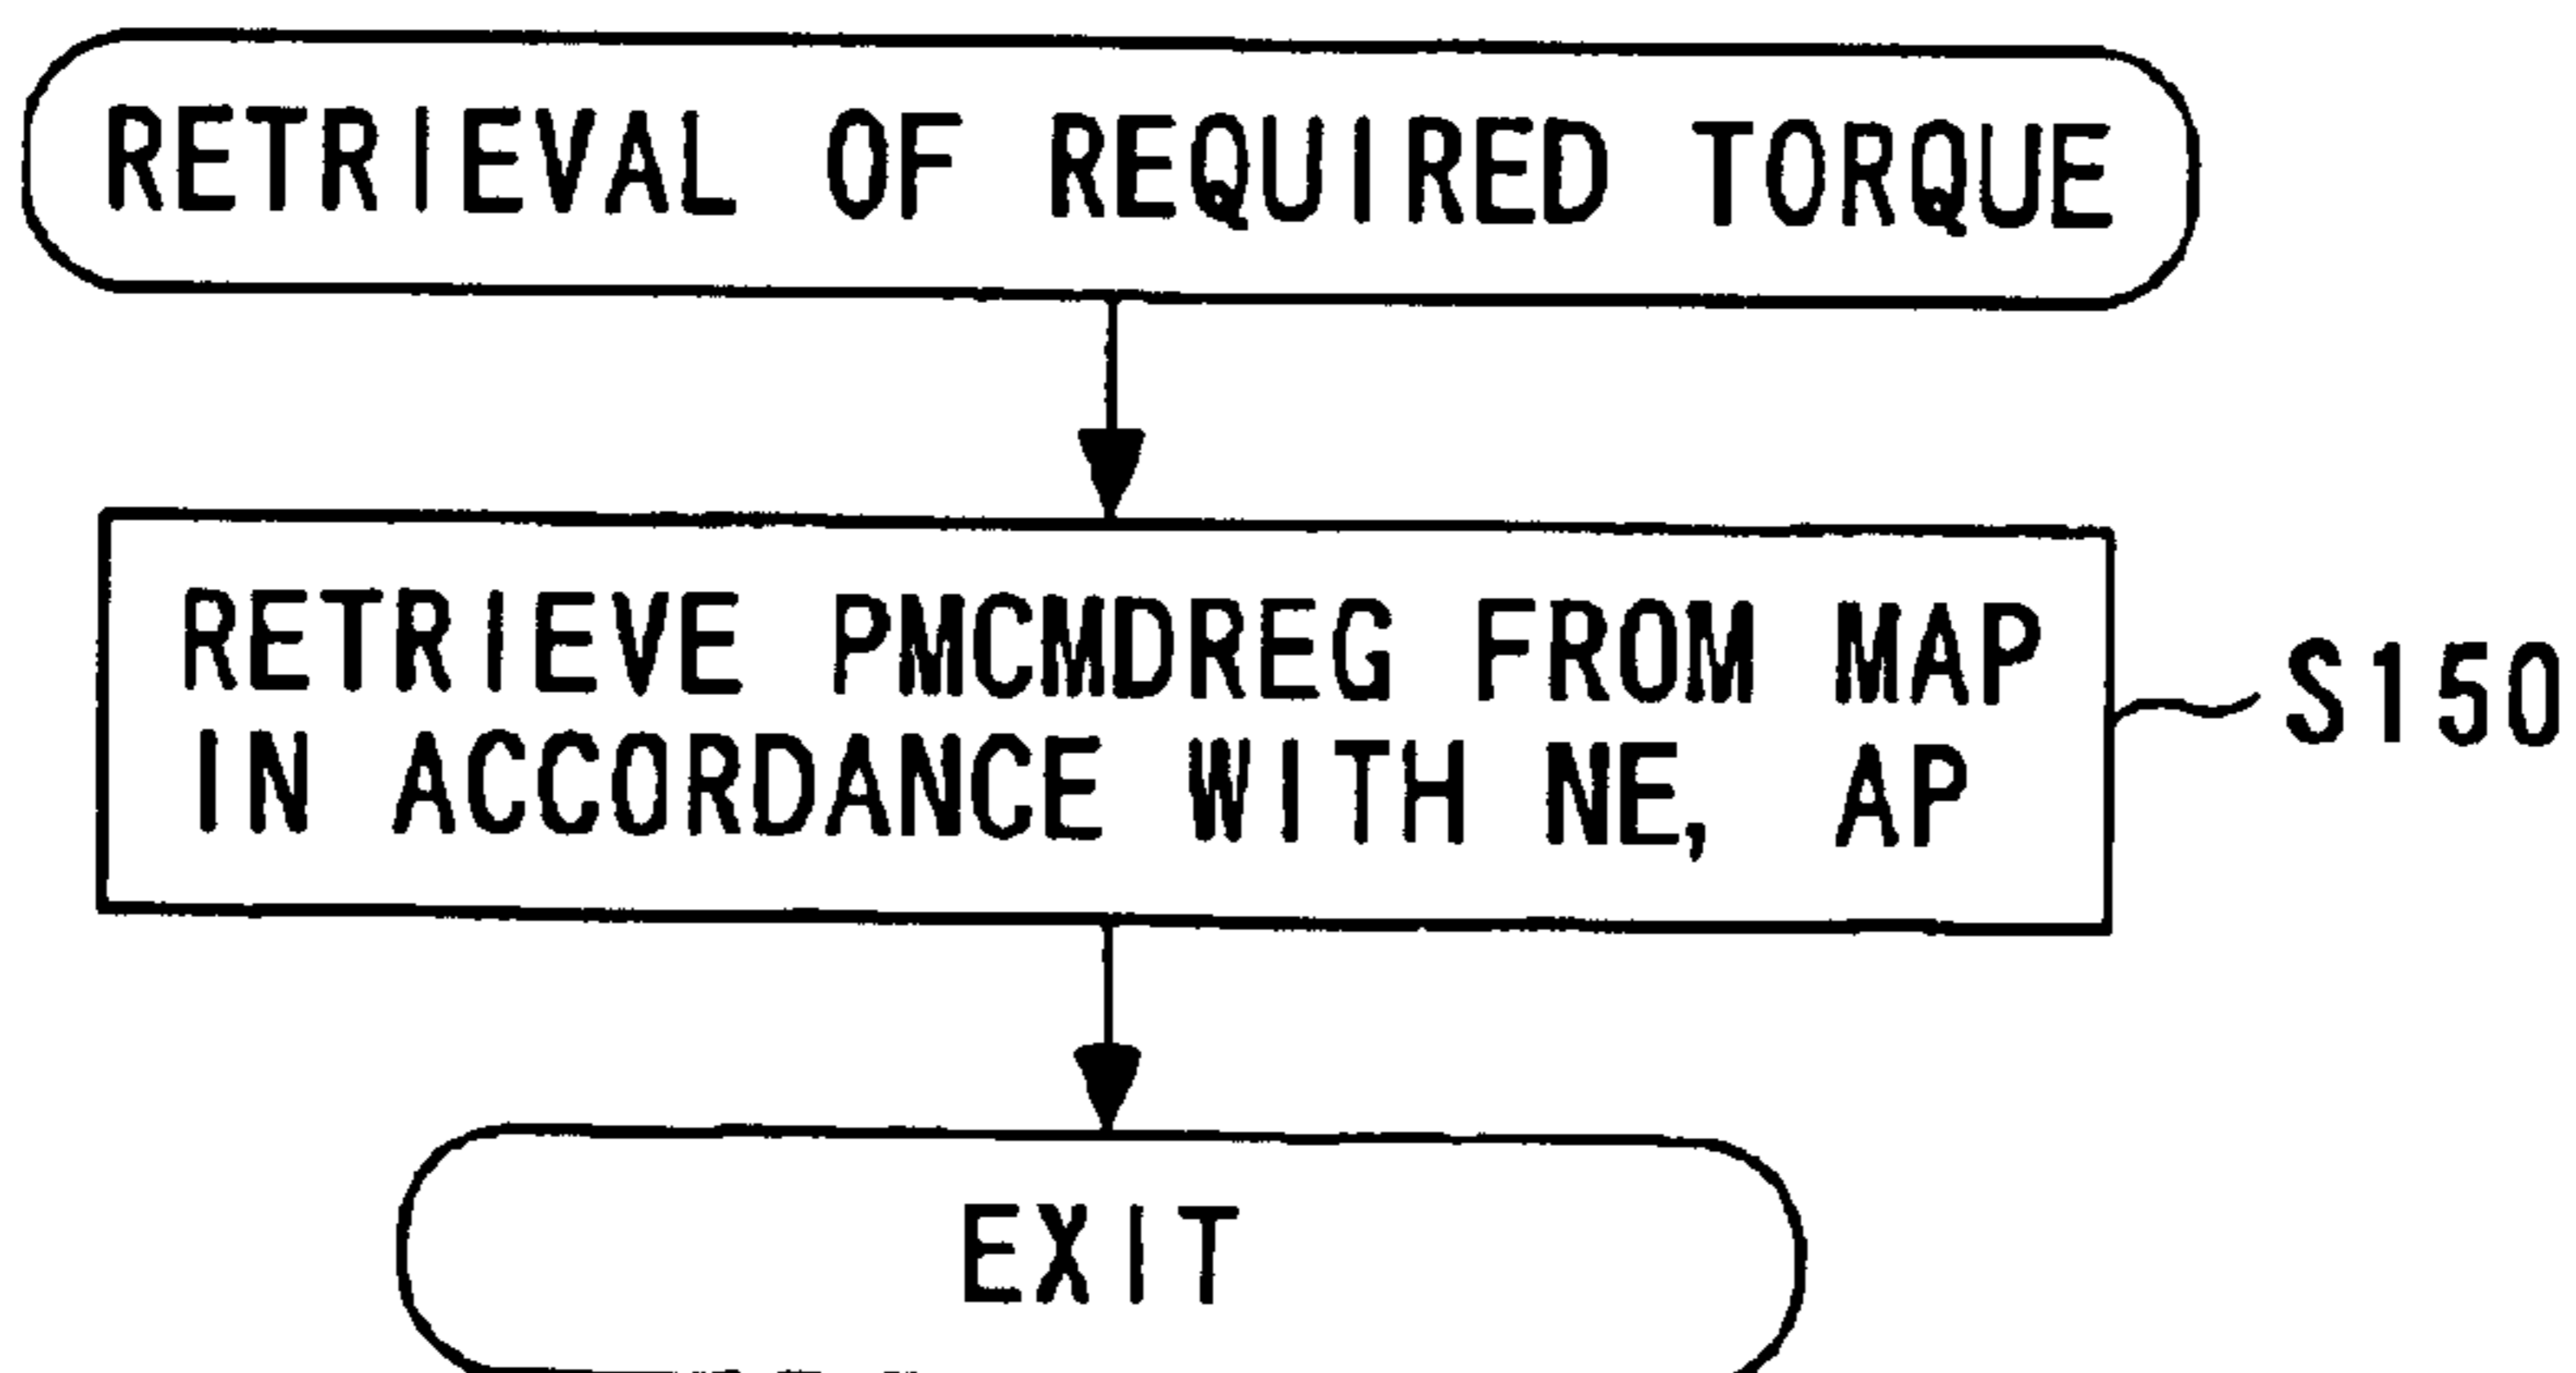 RETRIEVAL OF REQUIRED TORQUE
RETRIEVE PMCMDREG FROM MAP
IN ACCORDANCE WITH NE, AP
S150
EXIT